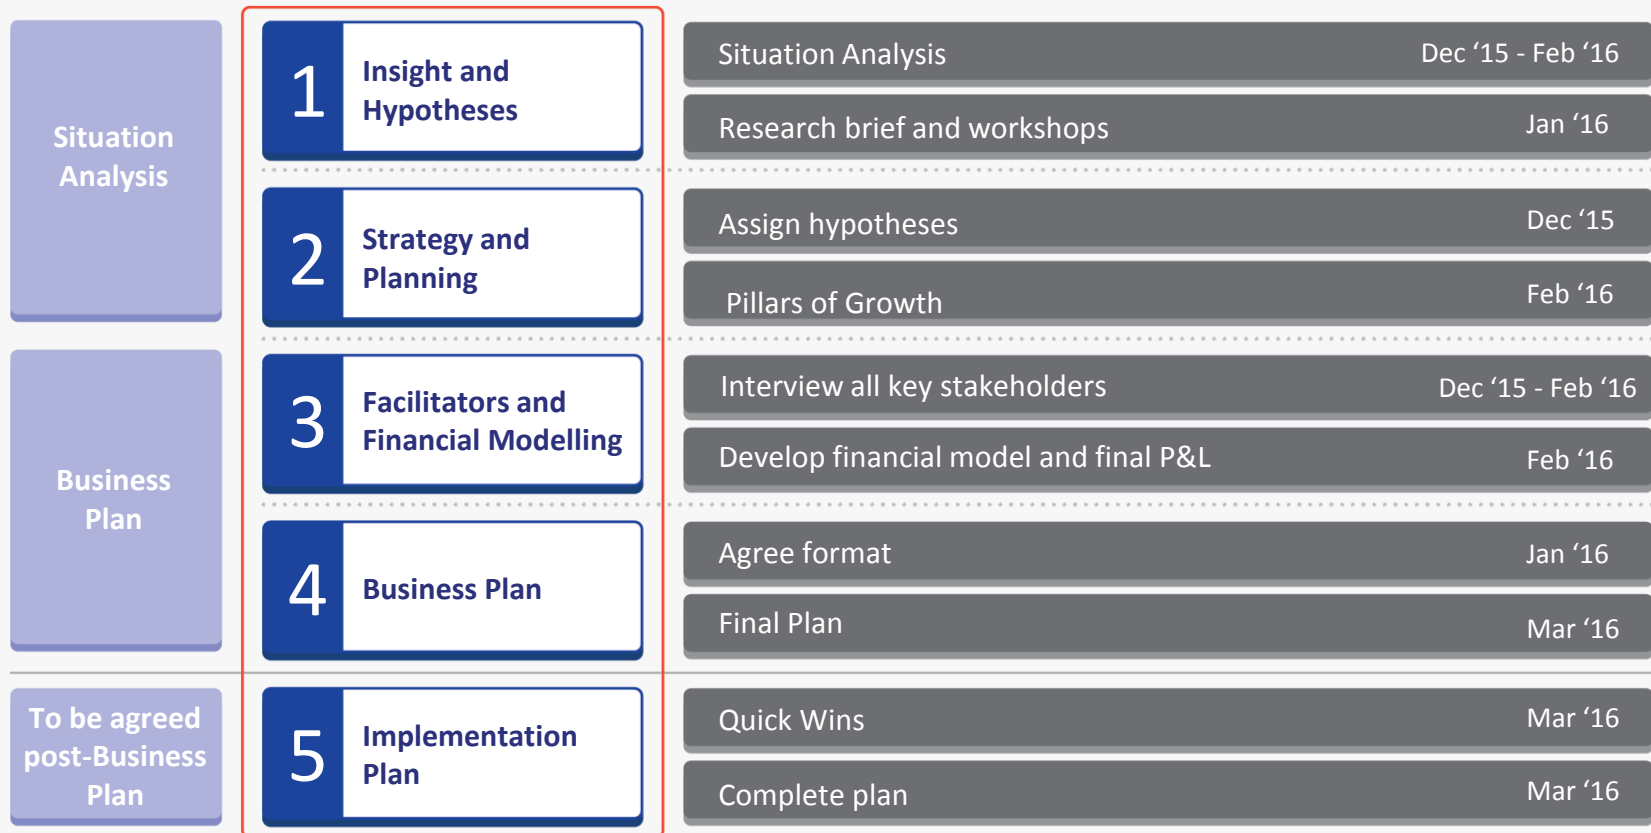 Situation
Analysis
1
Insight and
Hypotheses
Situation Analysis
Dec ‘15 - Feb ‘16
Research brief and workshops
Jan ‘16
2
Strategy and
Planning
Assign hypotheses
Dec ‘15
Pillars of Growth
Feb ‘16
Business
Plan
3
Facilitators and
Financial Modelling
Interview all key stakeholders
Dec ‘15 - Feb ‘16
Develop financial model and final P&L
Feb ‘16
4
Business Plan
Agree format
Jan ‘16
Final Plan
Mar ‘16
To be agreed
post-Business
Plan
5
Implementation
Plan
Quick Wins
Mar ‘16
Complete plan
Mar ‘16